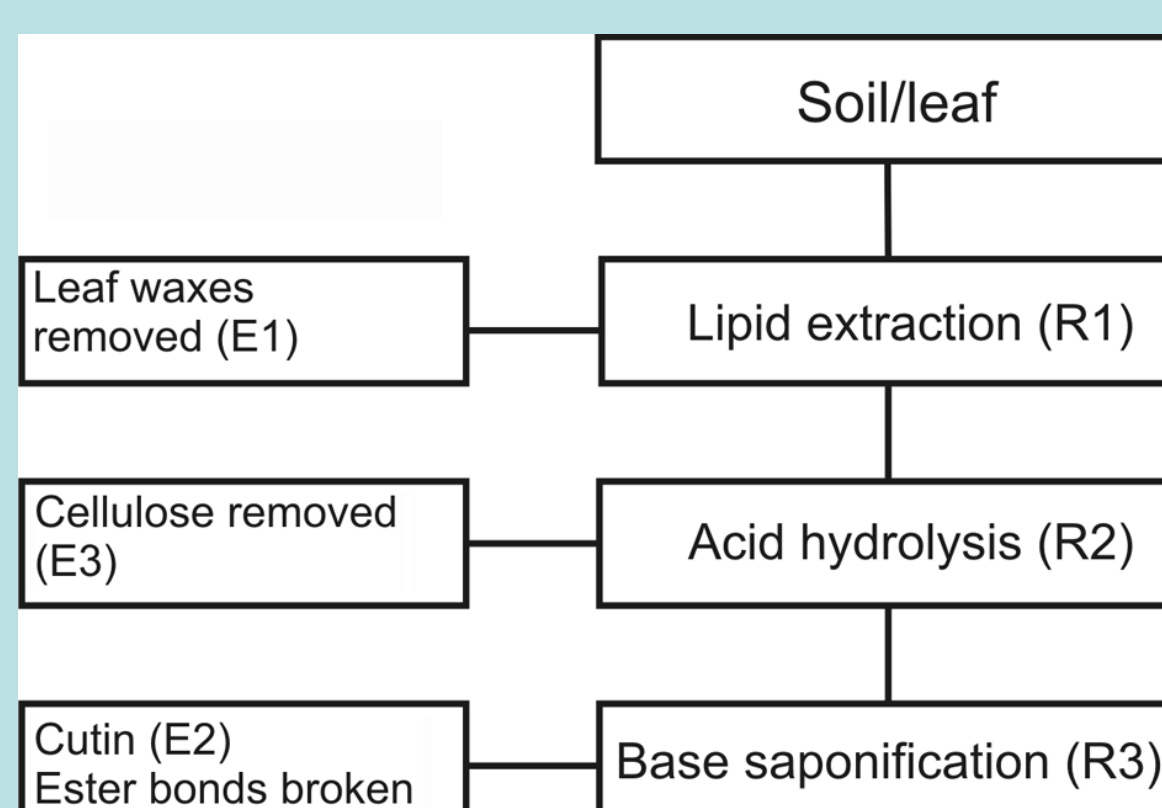 Soil/leaf
Leaf waxes
removed (E1)
Lipid extraction (R1)
Cellulose removed
(E3)
Acid hydrolysis (R2)
Cutin (E2)
Ester bonds broken
Base saponification (R3)